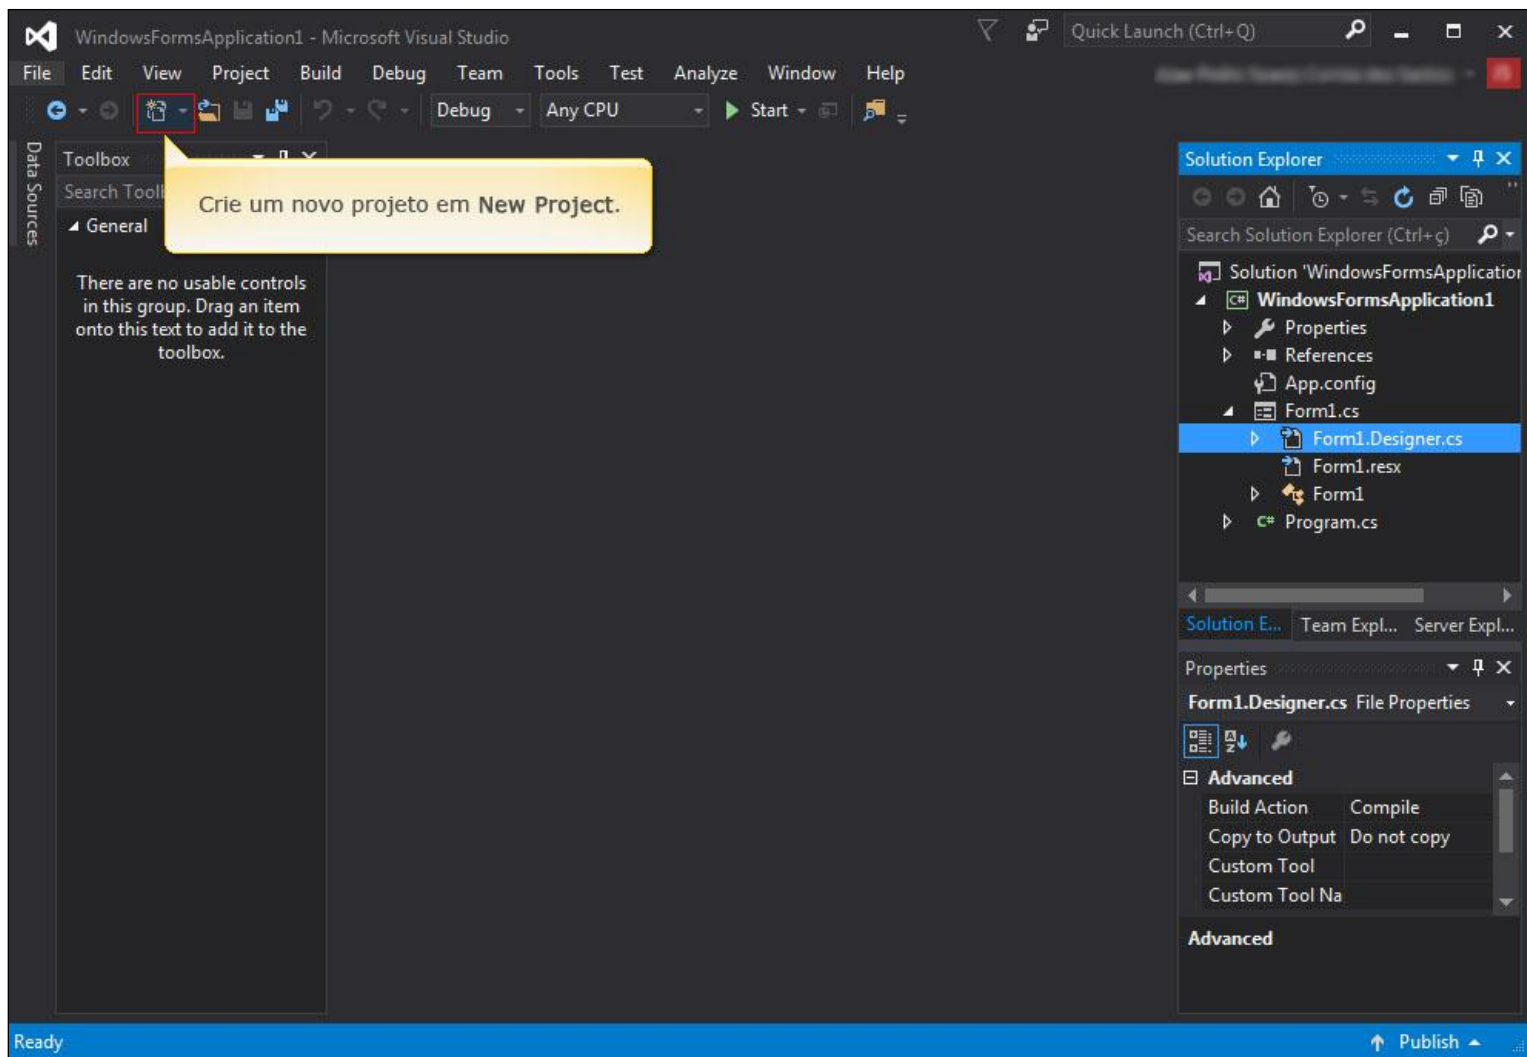 WindowsFormsApplication1 - Microsoft Visual Studio
Quick Launch (Ctrl+Q)
File Edit View Project Build Debug Team Tools Test Analyze Window Help
Debug Any CPU Start
Data Sources
Toolbox
Search
General
Crie um novo projeto em New Project.
There are no usable controls
in this group. Drag an item
onto this text to add it to the
toolbox.
Solution Explorer
Search Solution Explorer (Ctrl+ç)
Solution 'WindowsFormsApplication
C# WindowsFormsApplication1
Properties
References
App.config
Form1.cs
Form1.Designer.cs
Form1.resx
Form1
C# Program.cs
Solution E... Team Expl... Server Expl...
Properties
Form1.Designer.cs File Properties
Advanced
Build Action Compile
Copy to Output Do not copy
Custom Tool
Custom Tool Na
Advanced
Ready
Publish